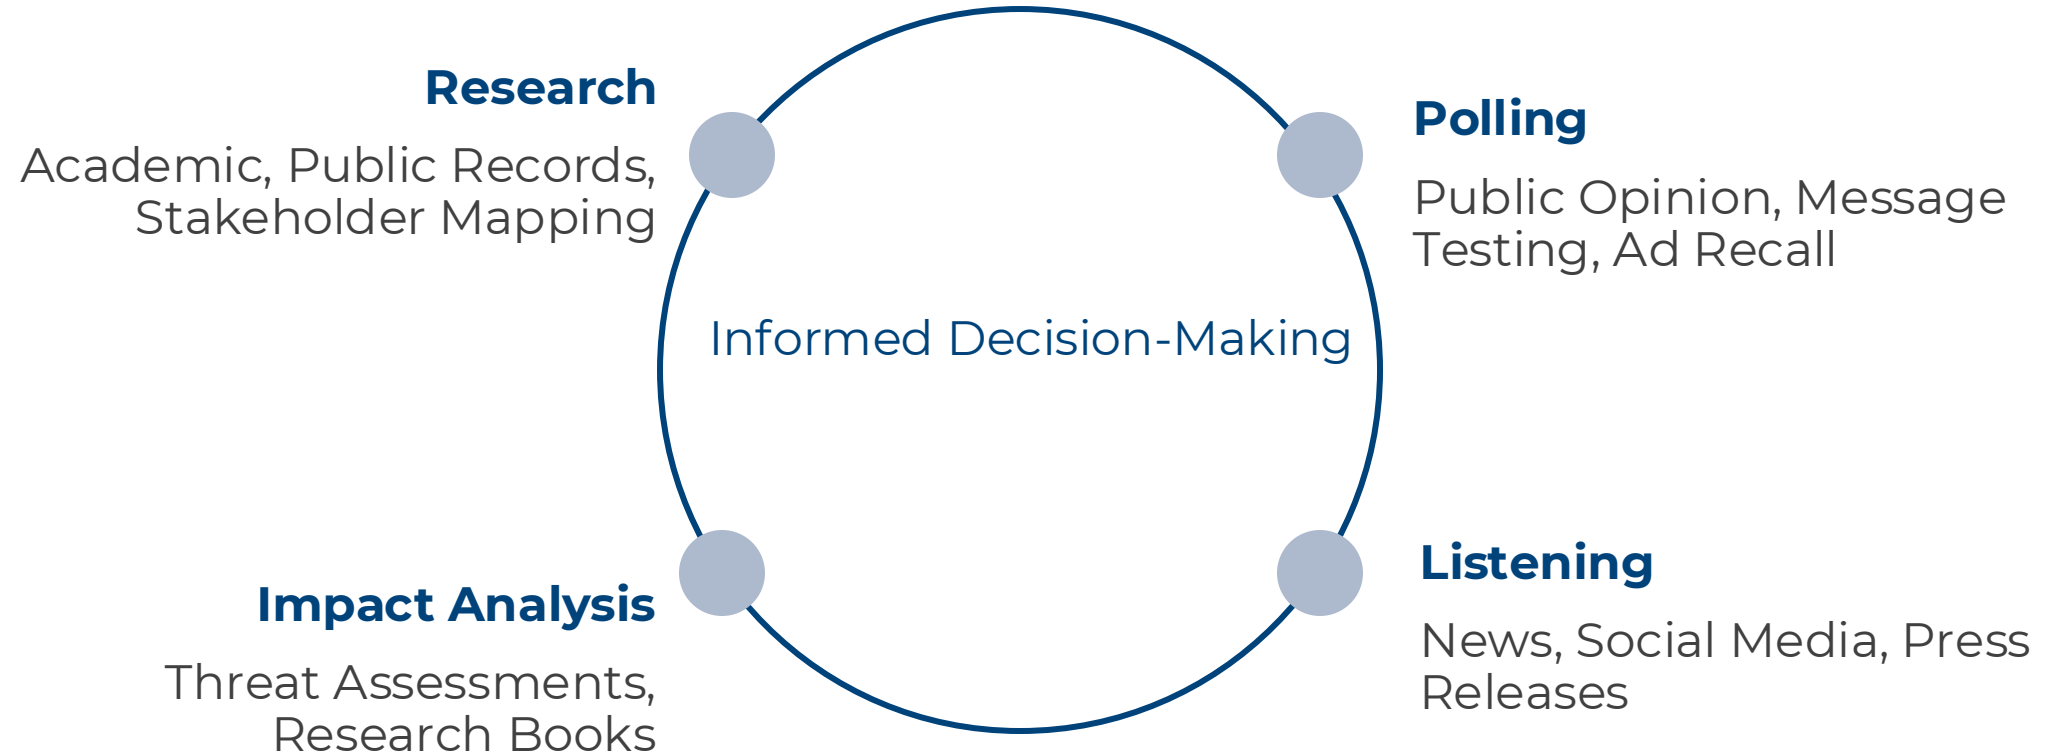 Research
Academic, Public Records,
Stakeholder Mapping
Polling
Public Opinion, Message
Testing, Ad Recall
Informed Decision-Making
Impact Analysis
Threat Assessments,
Research Books
Listening
News, Social Media, Press
Releases